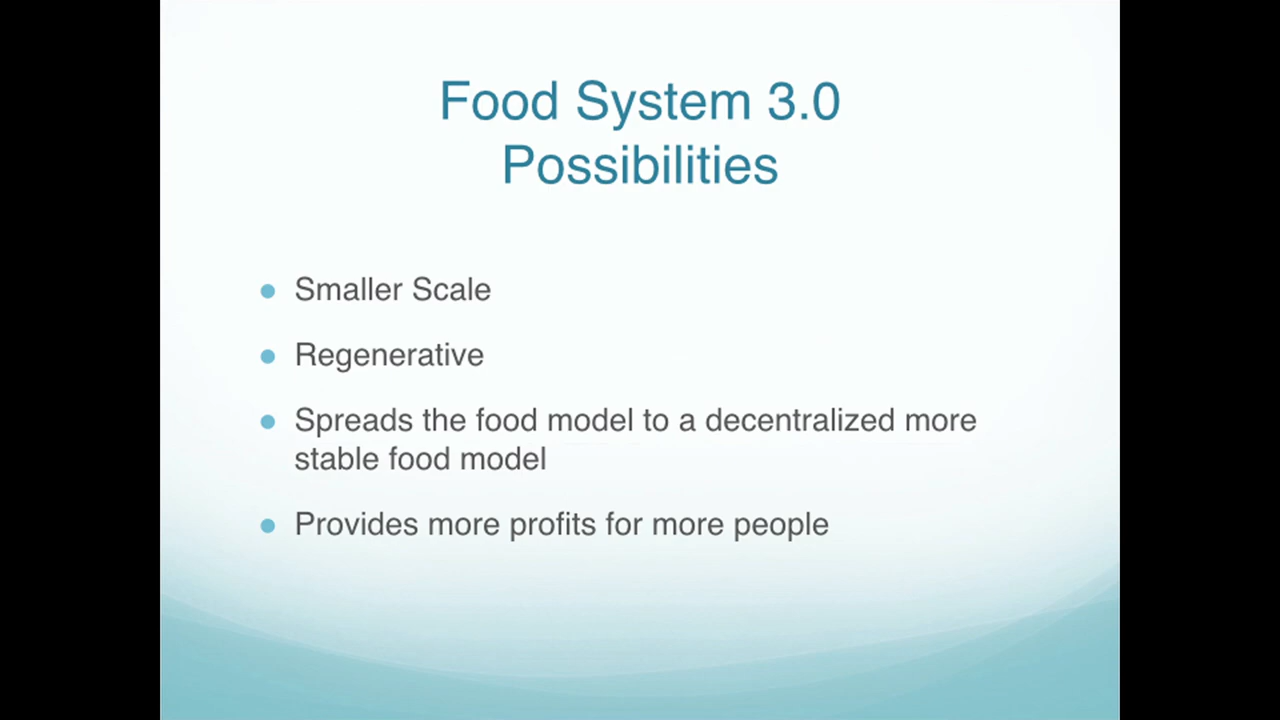 Food System 3.0
Possibilities
Smaller Scale
Regenerative
Spreads the food model to a decentralized more
stable food model
Provides more profits for more people